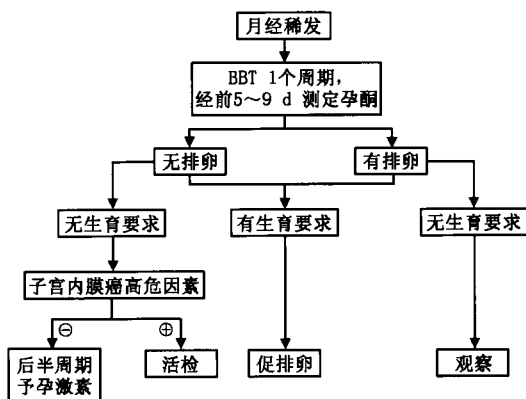 月经稀发
BBT 1个周期,
经前5～9 d 测定孕酮
无排卵
有排卵
无生育要求
有生育要求
无生育要求
子宫内膜癌高危因素
⊖
⊕
后半周期
予孕激素
活检
促排卵
观察